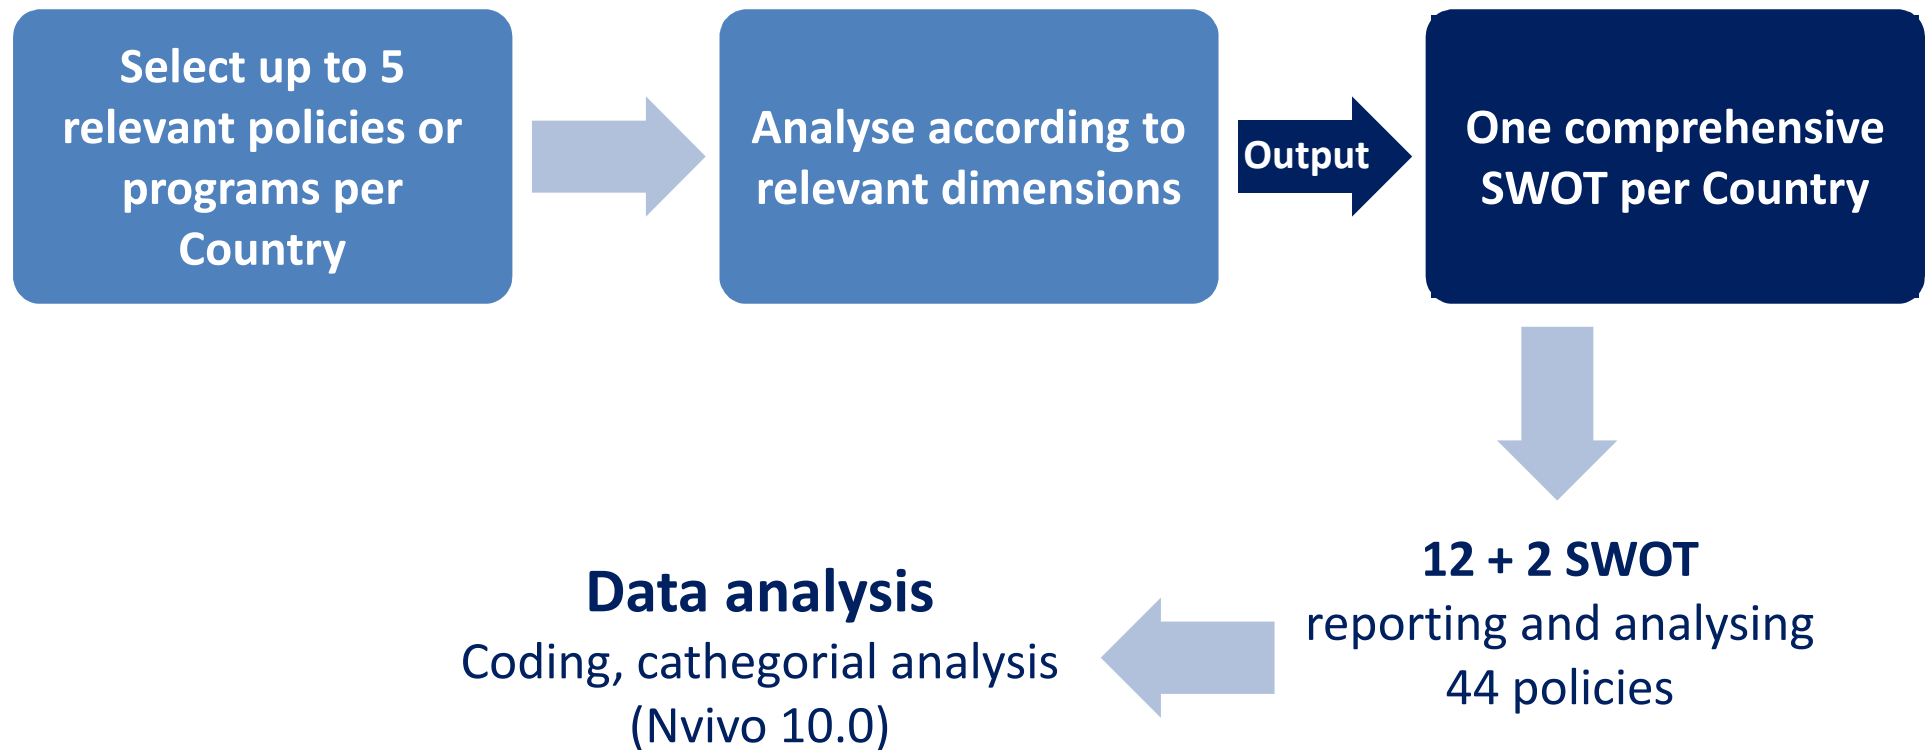 Select up to 5
relevant policies or
programs per
Country
Analyse according to
relevant dimensions
Output
One comprehensive
SWOT per Country
12 + 2 SWOT
reporting and analysing
44 policies
Data analysis
Coding, cathegorial analysis
(Nvivo 10.0)